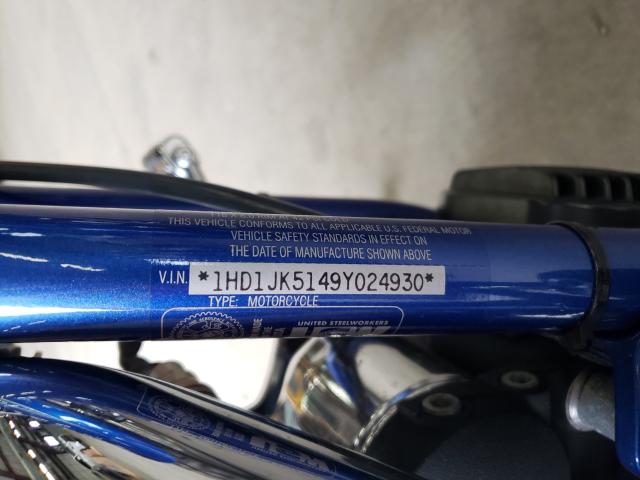 THIS VEHICLE CONFORMS TO ALL APPLICABLE U.S. FEDERAL MOTOR
VEHICLE SAFETY STANDARDS IN EFFECT ON
THE DATE OF MANUFACTURE SHOWN ABOVE
V.I.N. *1HD1JK5149Y024930*
TYPE: MOTORCYCLE
UNITED STEELWORKERS